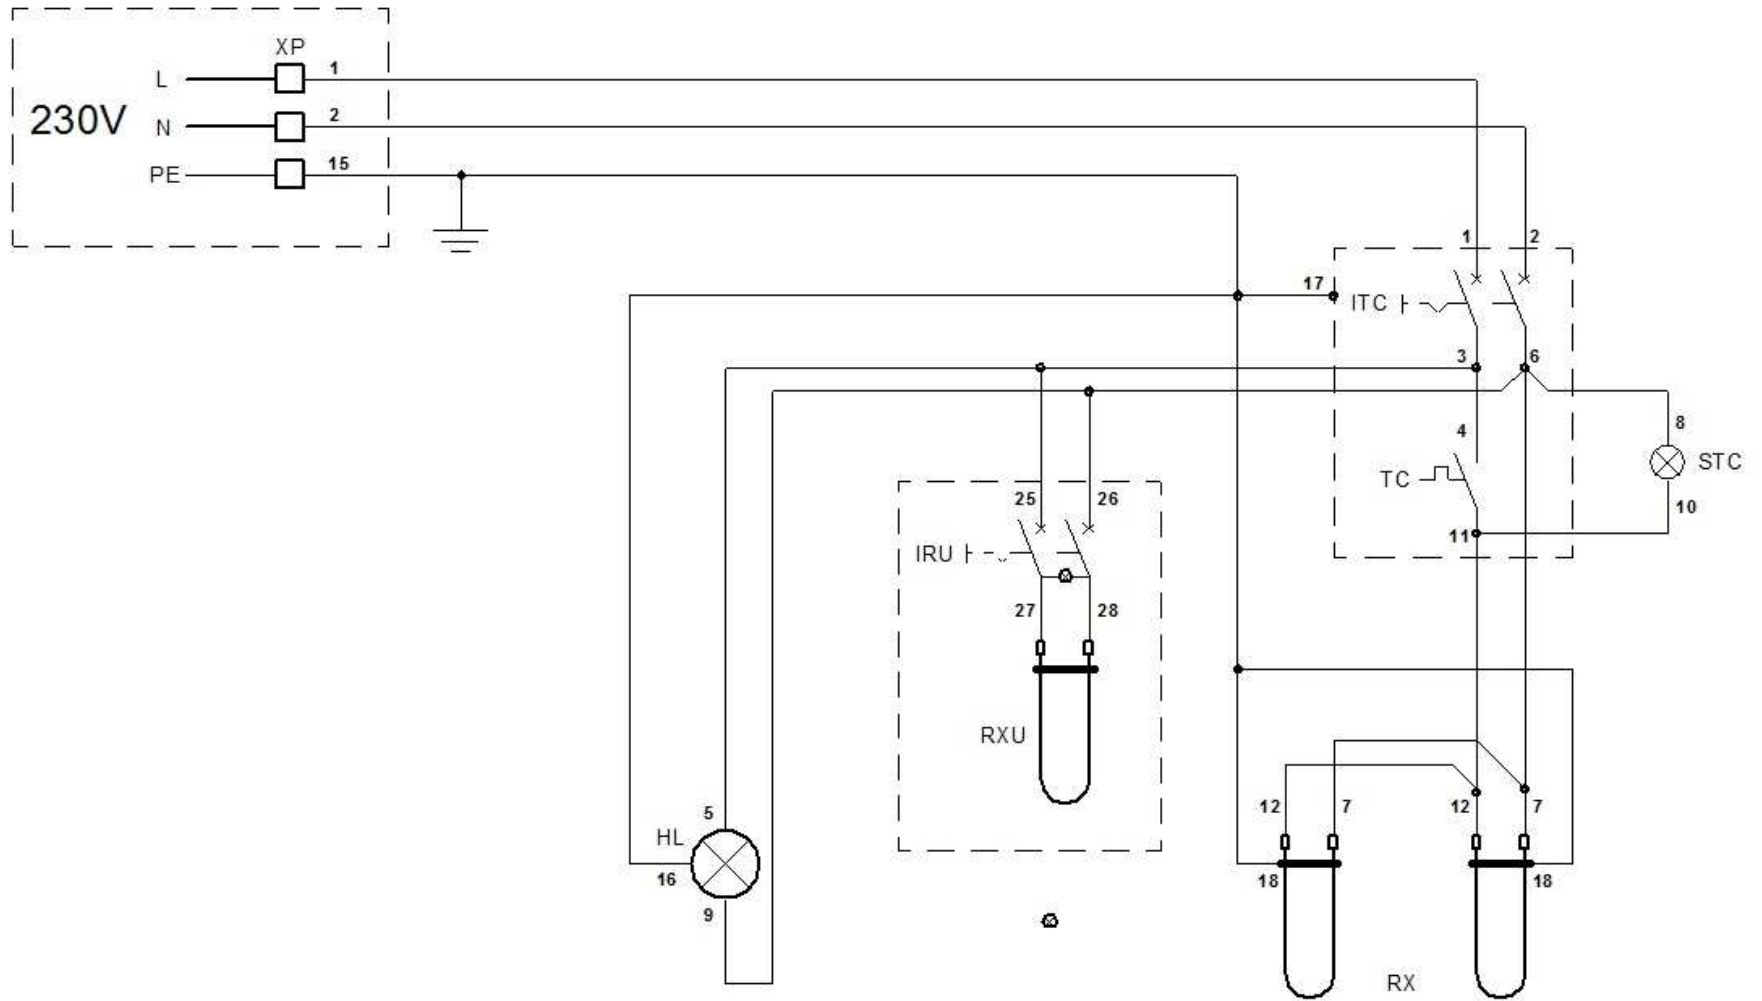 XP
L 1
230V N 2
PE 15
1 2
17 ITC
3 6
4 8
TC STC
25 26 10
11
IRU
27 28
RXU
12 7 12 7
5
HL
16 18 18
9
RX